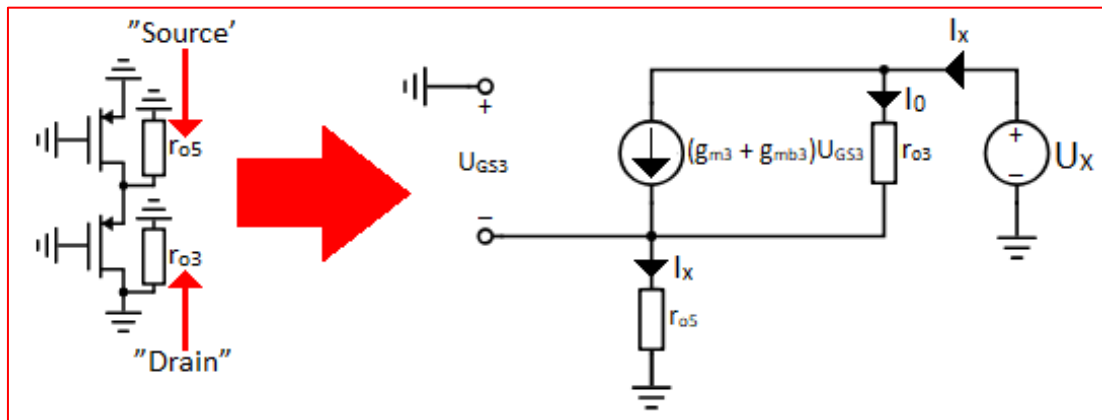 "Source'
ro5
ro3
"Drain"
+
UGS3
−
(gm3 + gmb3)UGS3
Ix
I0
ro3
+
−
UX
Ix
ro5